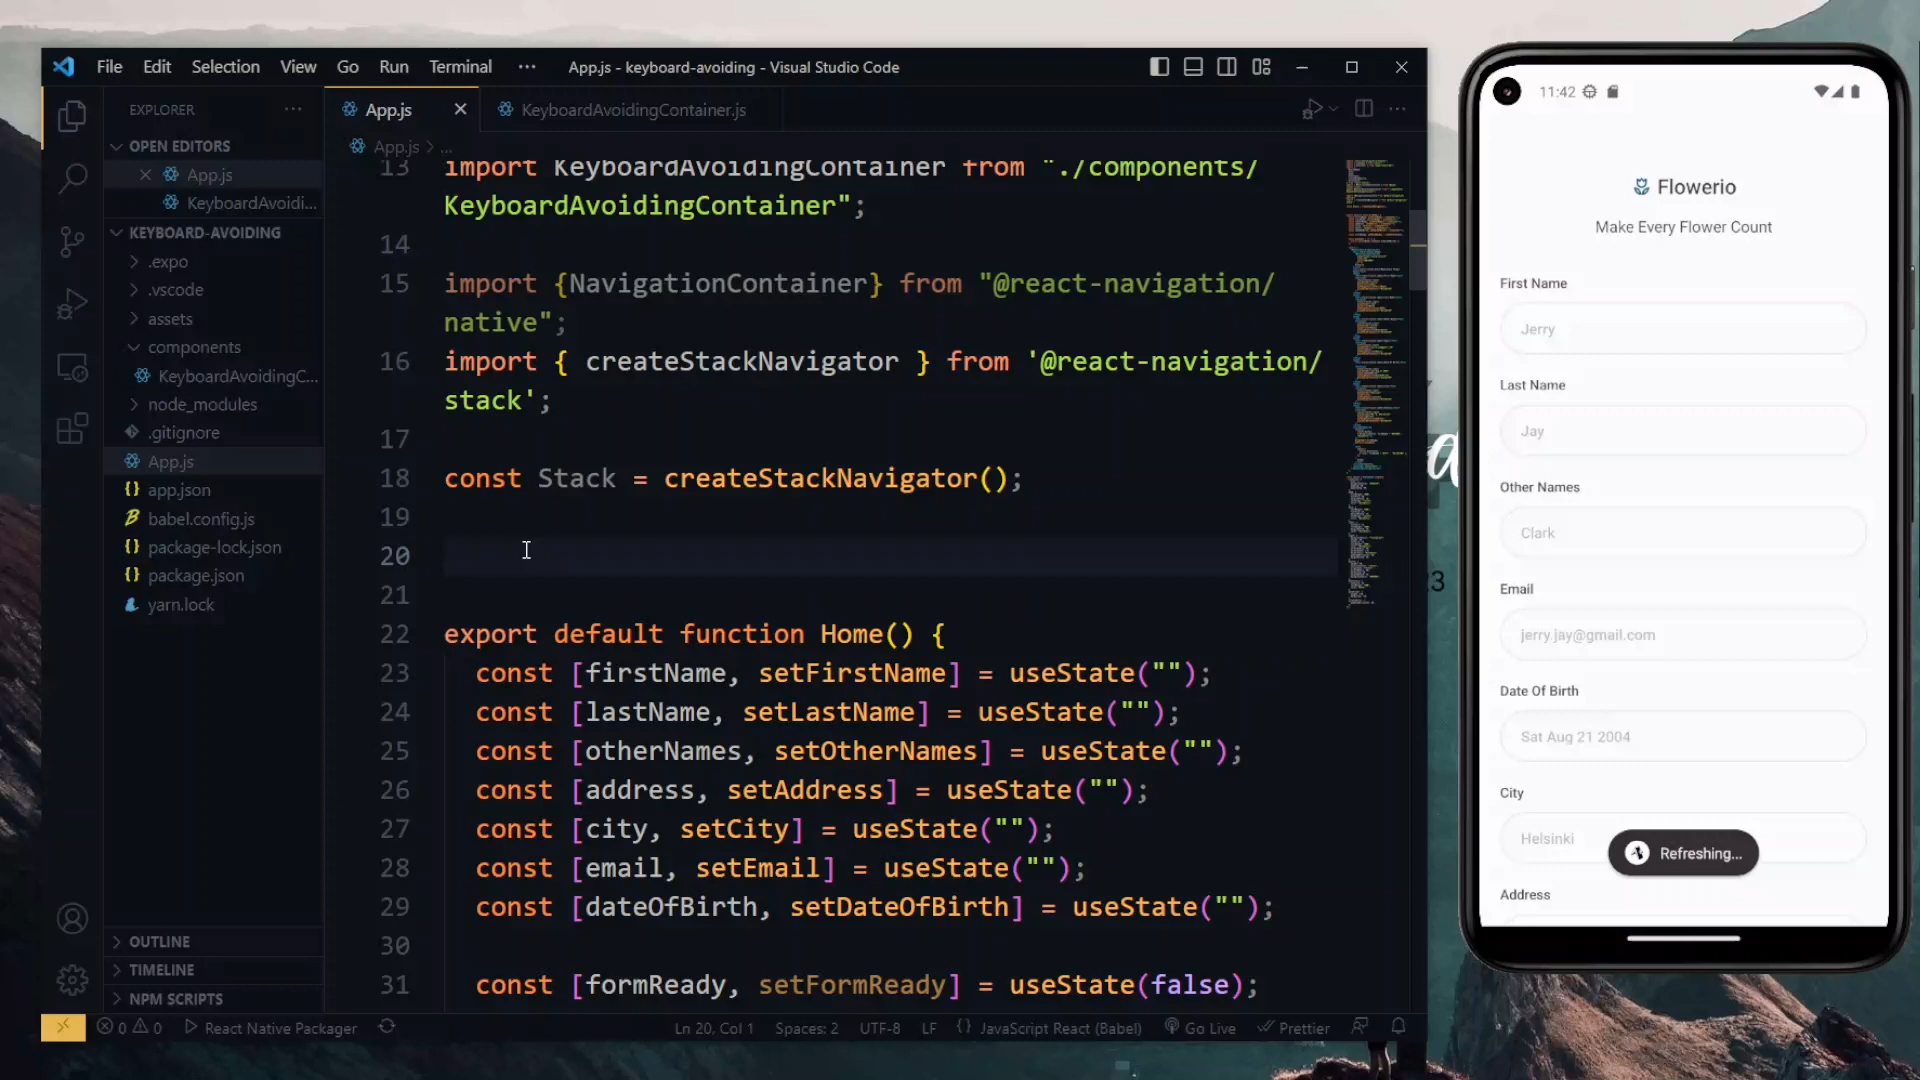 File Edit Selection View Go Run Terminal ··· App.js - keyboard-avoiding - Visual Studio Code
EXPLORER ···
OPEN EDITORS
App.js
KeyboardAvoidi...
KEYBOARD-AVOIDING
.expo
.vscode
assets
components
KeyboardAvoidingC...
node_modules
.gitignore
App.js
app.json
babel.config.js
package-lock.json
package.json
yarn.lock
OUTLINE
TIMELINE
NPM SCRIPTS
App.js KeyboardAvoidingContainer.js
App.js > ...
13 import KeyboardAvoidingContainer from "./components/
KeyboardAvoidingContainer";
14
15 import {NavigationContainer} from "@react-navigation/
native";
16 import { createStackNavigator } from '@react-navigation/
stack';
17
18 const Stack = createStackNavigator();
19
20
21
22 export default function Home() {
23 const [firstName, setFirstName] = useState("");
24 const [lastName, setLastName] = useState("");
25 const [otherNames, setOtherNames] = useState("");
26 const [address, setAddress] = useState("");
27 const [city, setCity] = useState("");
28 const [email, setEmail] = useState("");
29 const [dateOfBirth, setDateOfBirth] = useState("");
30
31 const [formReady, setFormReady] = useState(false);
0 0 React Native Packager Ln 20, Col 1 Spaces: 2 UTF-8 LF {} JavaScript React (Babel) Go Live Prettier
11:42
Flowerio
Make Every Flower Count
First Name
Jerry
Last Name
Jay
Other Names
Clark
Email
jerry.jay@gmail.com
Date Of Birth
Sat Aug 21 2004
City
Helsinki
Refreshing...
Address